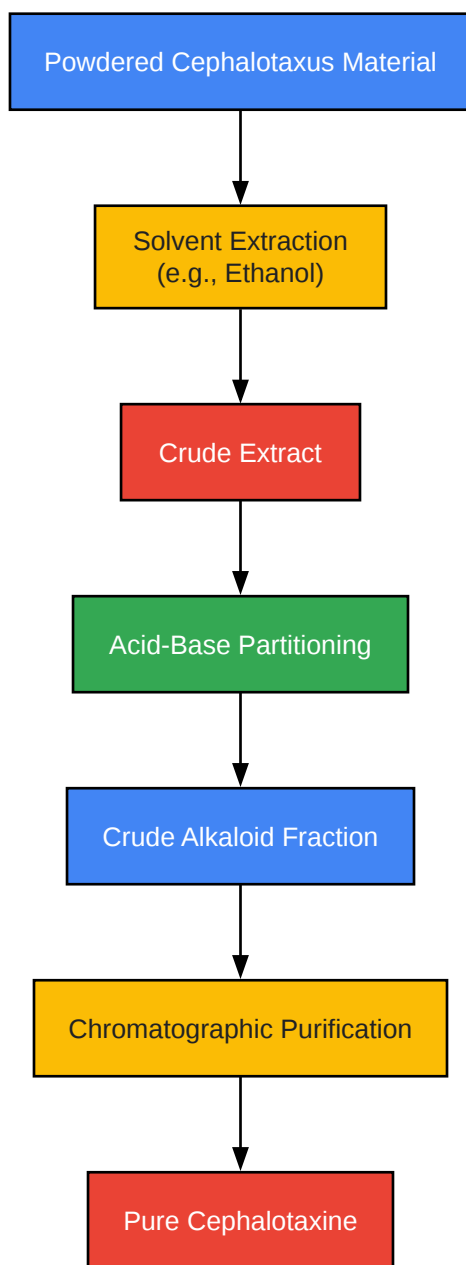 Powdered Cephalotaxus Material
Solvent Extraction
(e.g., Ethanol)
Crude Extract
Acid-Base Partitioning
Crude Alkaloid Fraction
Chromatographic Purification
Pure Cephalotaxine